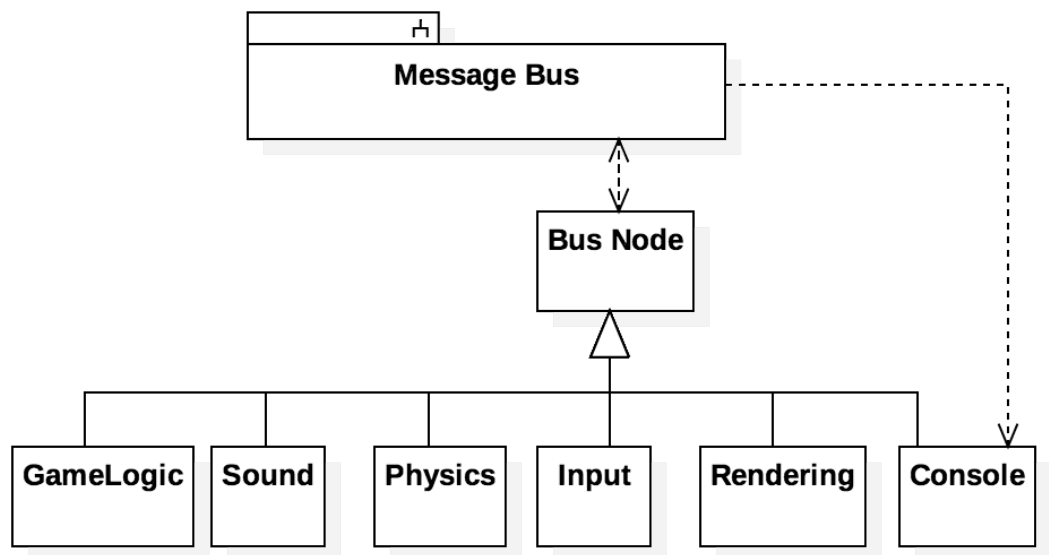 Message Bus
Bus Node
GameLogic
Sound
Physics
Input
Rendering
Console